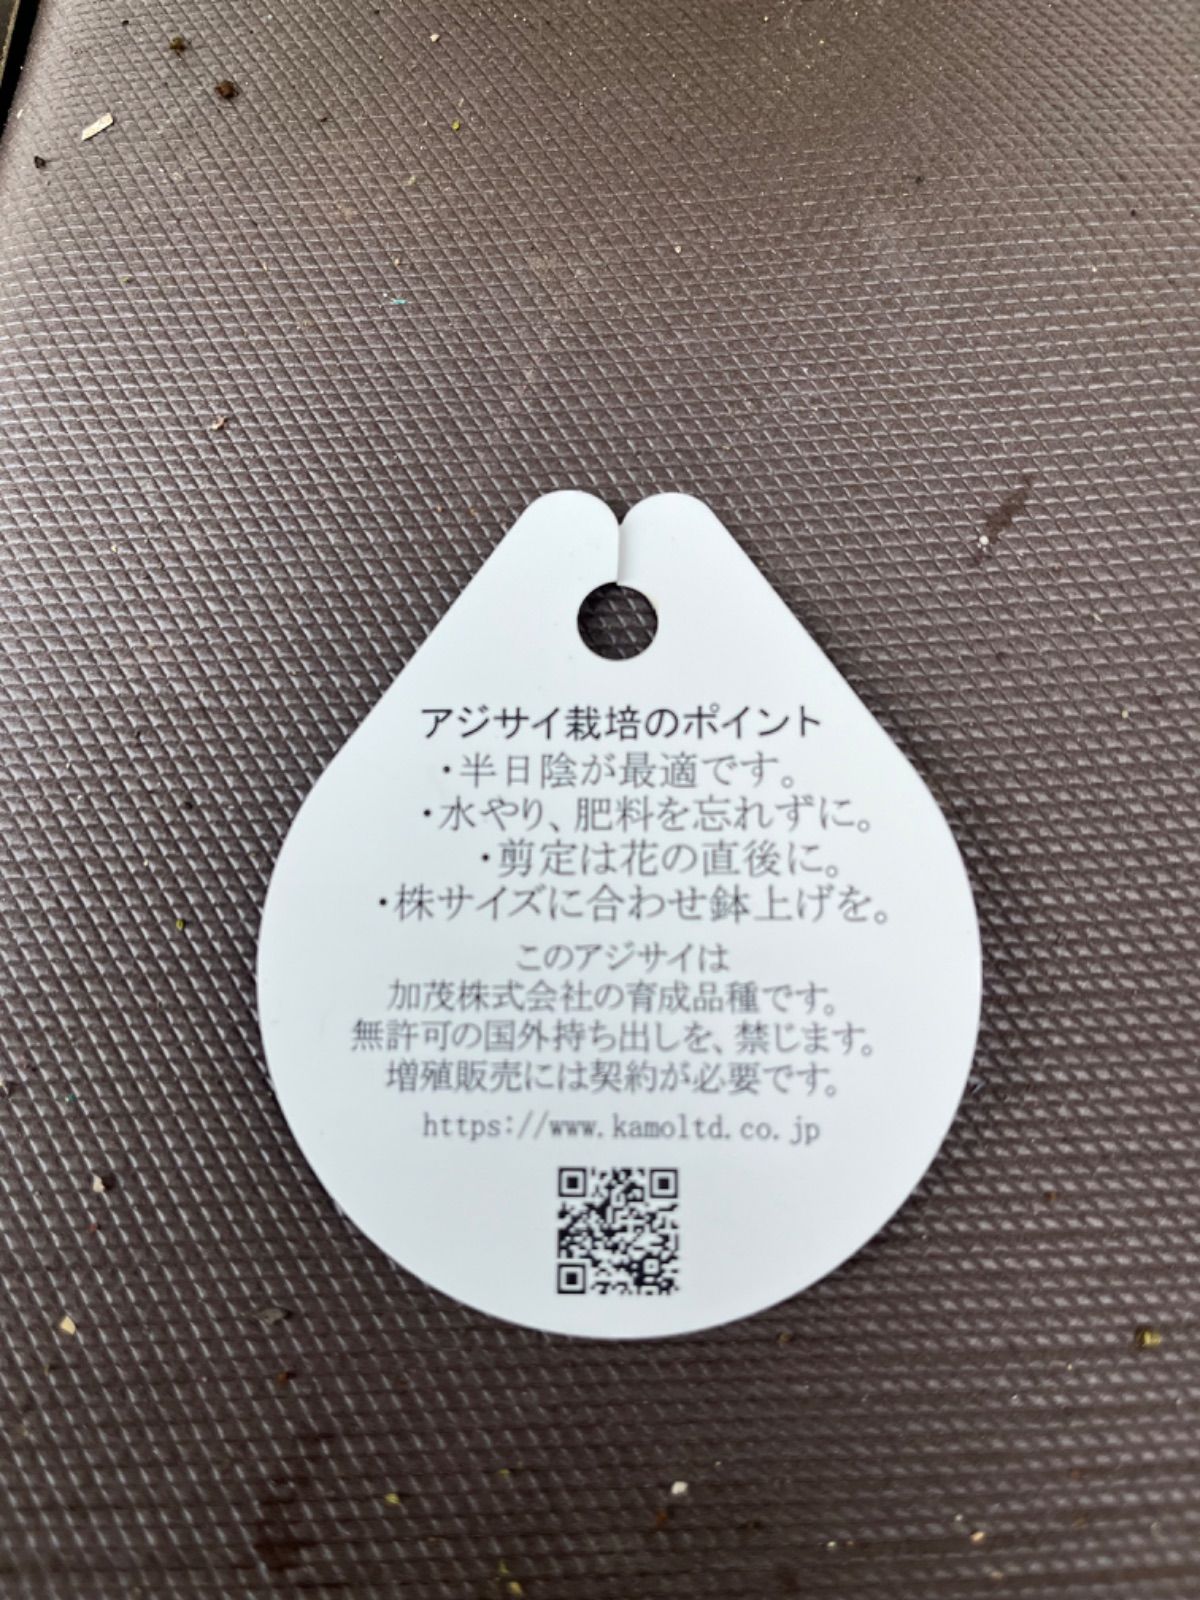 アジサイ栽培のポイント
・半日陰が最適です。
・水やり、肥料を忘れずに。
・剪定は花の直後に。
・株サイズに合わせ鉢上げを。
このアジサイは
加茂株式会社の育成品種です。
無許可の国外持ち出しを、禁じます。
増殖販売には契約が必要です。
https://www.kamoltd.co.jp